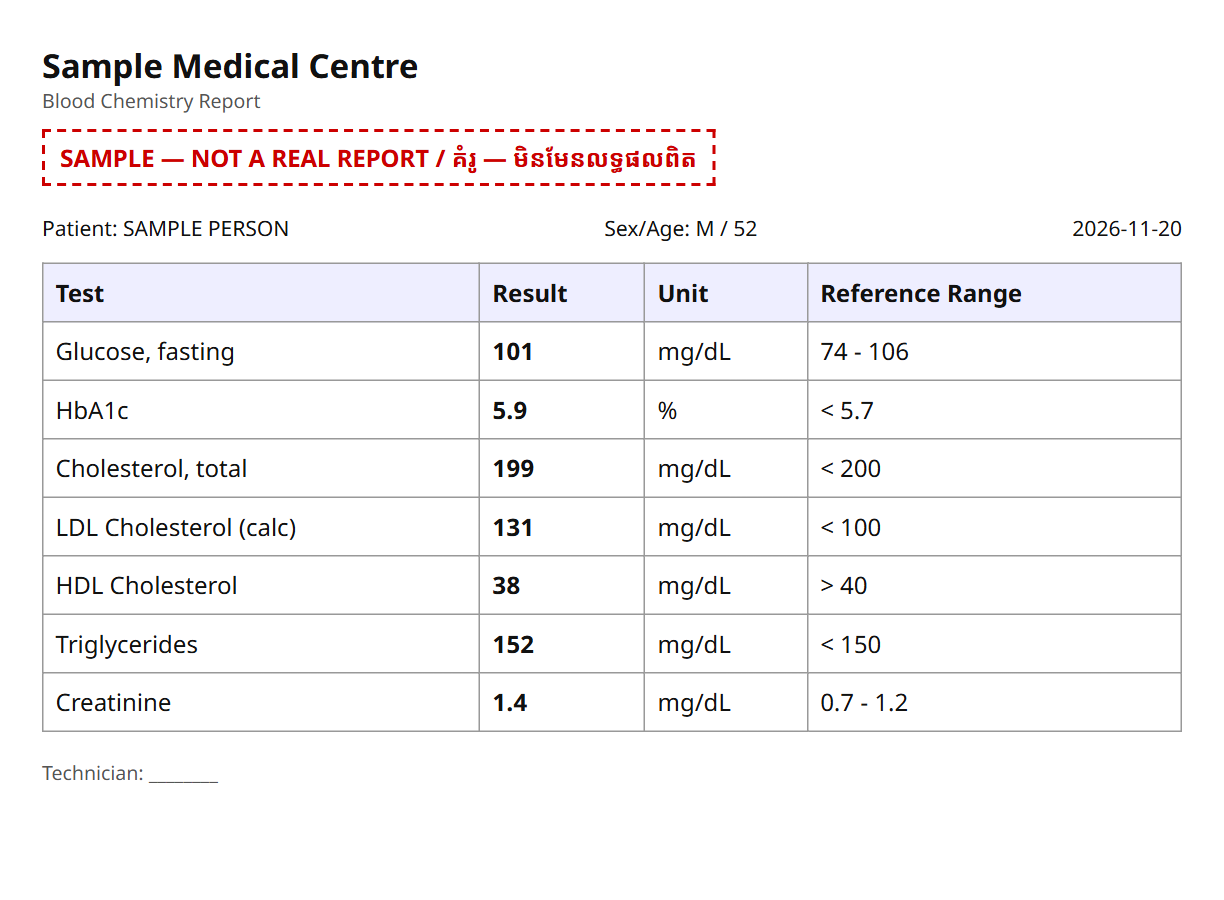 Sample Medical Centre
Blood Chemistry Report
SAMPLE — NOT A REAL REPORT / គំរូ — មិនមែនលទ្ធផលពិត
Patient: SAMPLE PERSON Sex/Age: M / 52 2026-11-20
Test Result Unit Reference Range
Glucose, fasting 101 mg/dL 74 - 106
HbA1c 5.9 % < 5.7
Cholesterol, total 199 mg/dL < 200
LDL Cholesterol (calc) 131 mg/dL < 100
HDL Cholesterol 38 mg/dL > 40
Triglycerides 152 mg/dL < 150
Creatinine 1.4 mg/dL 0.7 - 1.2
Technician: _______